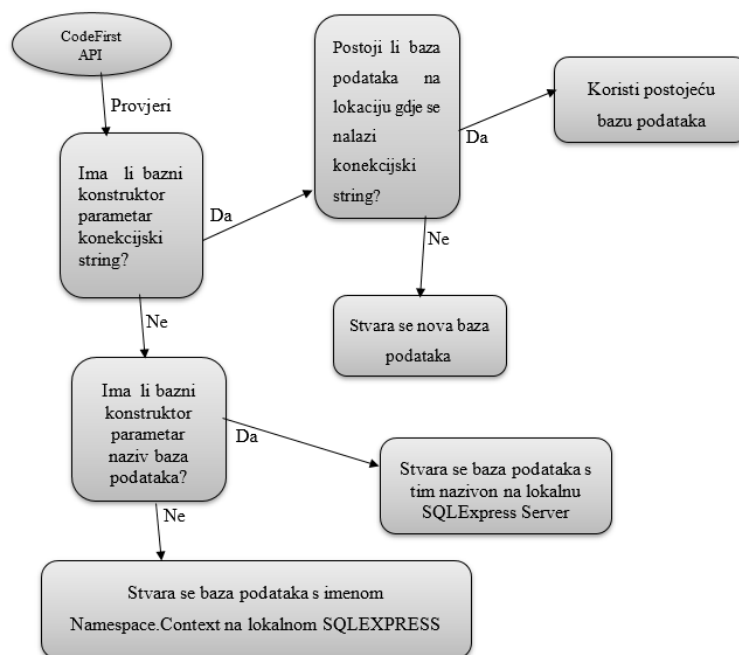 CodeFirst
API
Provjeri
Ima li bazni
konstruktor
parametar
konekcijski
string?
Da
Postoji li baza
podataka na
lokaciju gdje se
nalazi
konekcijski
string?
Da
Koristi postojeću
bazu podataka
Ne
Stvara se nova baza
podataka
Ne
Ima li bazni
konstruktor
parametar
naziv baza
podataka?
Da
Stvara se baza podataka s
tim nazivon na lokalnu
SQLExpress Server
Ne
Stvara se baza podataka s imenom
Namespace.Context na lokalnom SQLEXPRESS